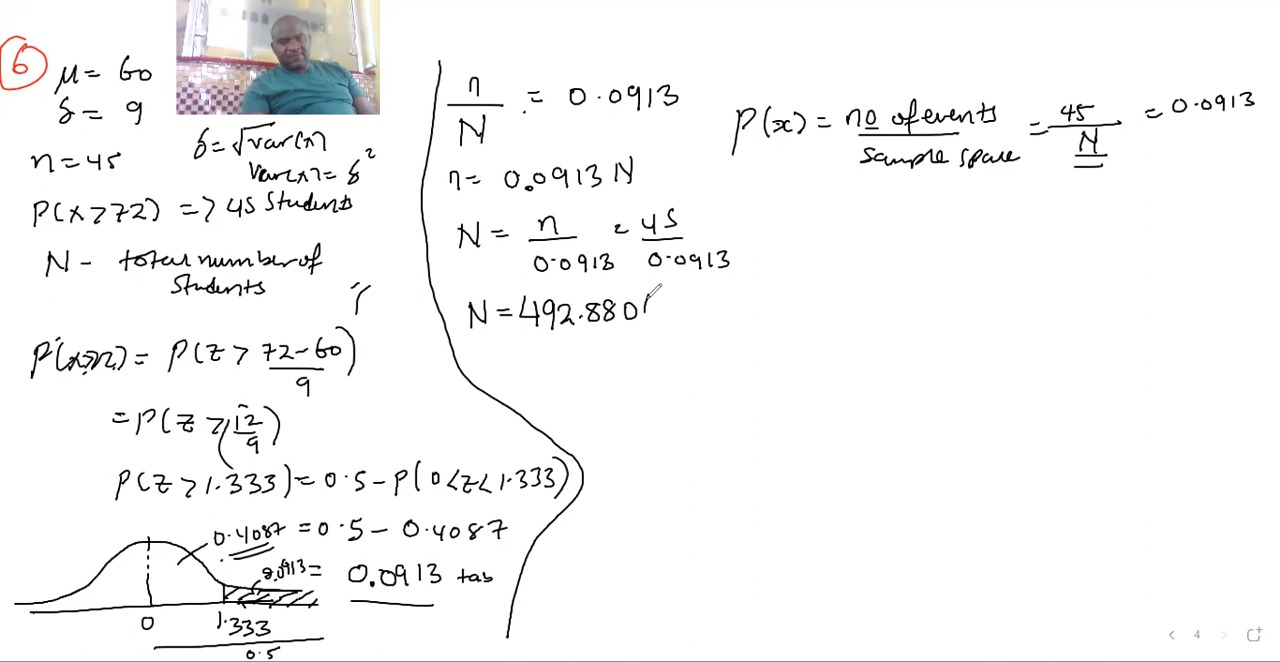 6
μ = 60
δ = 9
n = 45
δ = √var(x)
Var(x) = δ²
P(x > 72) => 45 Students
N - total number of
Students
P(x>72) = P(Z > 72-60/9)
= P(Z > 12/9)
P(Z > 1.333) = 0.5 - P(0<Z<1.333)
0.4087 = 0.5 - 0.4087
0.0913 = 0.0913 tab
0
1.333
0.5
n/N = 0.0913
n = 0.0913 N
N = n/0.0913 = 45/0.0913
N = 492.880
P(x) = no of events/sample space = 45/N = 0.0913
4